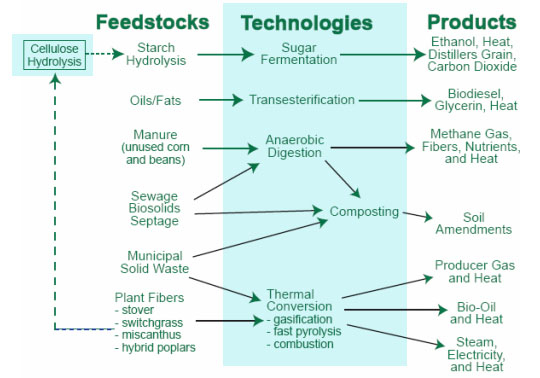 Feedstocks
Technologies
Products
Cellulose
Hydrolysis
Starch
Hydrolysis
Sugar
Fermentation
Ethanol, Heat,
Distillers Grain,
Carbon Dioxide
Oils/Fats
Transesterification
Biodiesel,
Glycerin, Heat
Manure
(unused corn
and beans)
Anaerobic
Digestion
Methane Gas,
Fibers, Nutrients,
and Heat
Sewage
Biosolids
Septage
Composting
Soil
Amendments
Municipal
Solid Waste
Producer Gas
and Heat
Plant Fibers
- stover
- switchgrass
- miscanthus
- hybrid poplars
Thermal
Conversion
- gasification
- fast pyrolysis
- combustion
Bio-Oil
and Heat
Steam,
Electricity,
and Heat